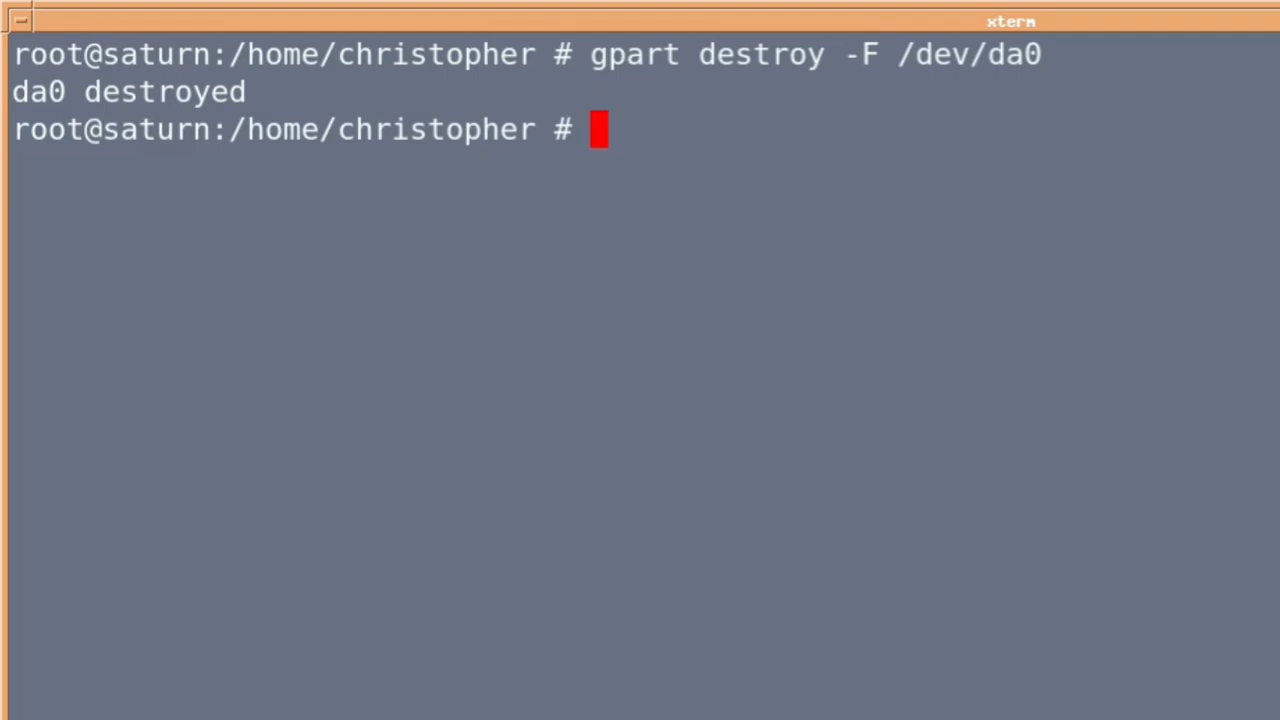 xterm
root@saturn:/home/christopher # gpart destroy -F /dev/da0
da0 destroyed
root@saturn:/home/christopher #